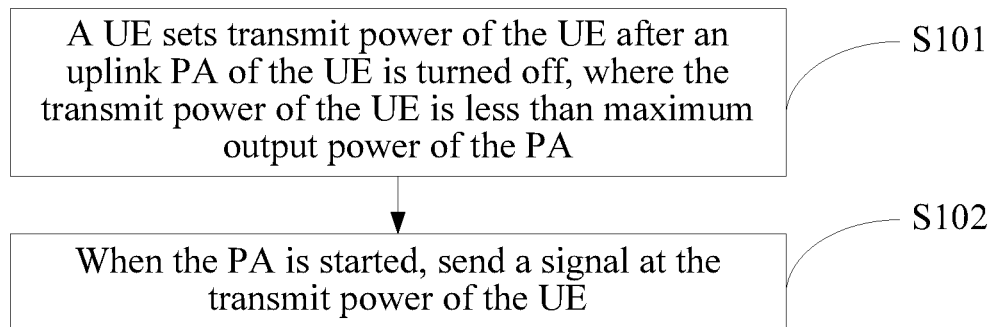 A UE sets transmit power of the UE after an
uplink PA of the UE is turned off, where the
transmit power of the UE is less than maximum
output power of the PA
S101
When the PA is started, send a signal at the
transmit power of the UE
S102